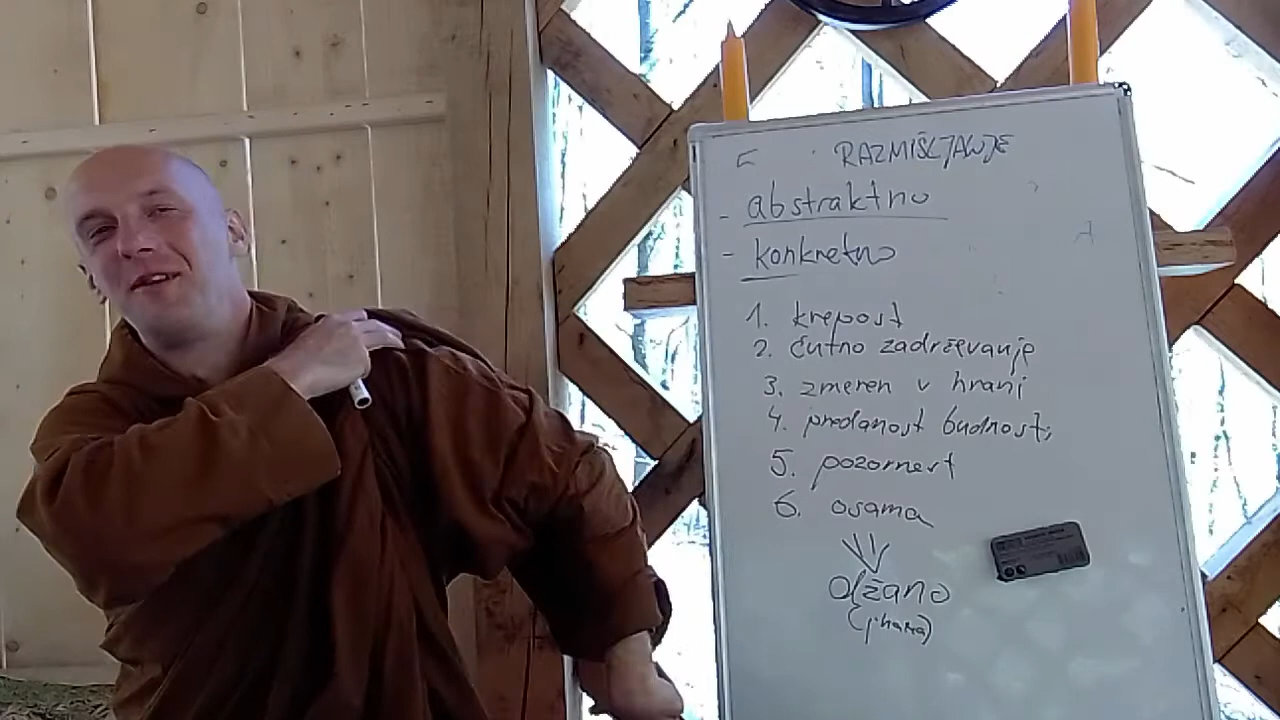 RAZMIŠLJANJE
- abstraktno
- konkretno
1. krepost
2. čutno zadrževanje
3. zmeren v hrani
4. predanost budnosti
5. pozornost
6. osama
džano
(jhana)